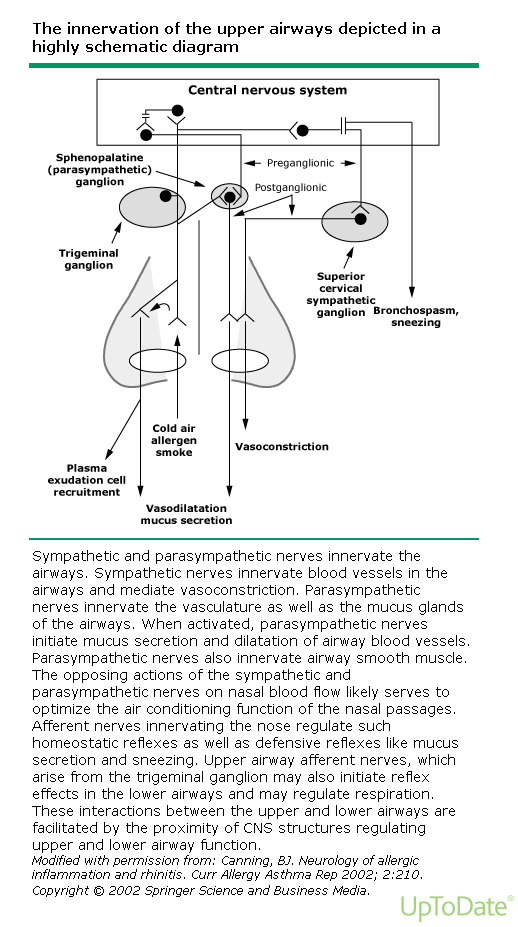 The innervation of the upper airways depicted in a
highly schematic diagram
Central nervous system
Sphenopalatine
(parasympathetic)
ganglion
Preganglionic
Postganglionic
Trigeminal
ganglion
Superior
cervical
sympathetic
ganglion
Bronchospasm,
sneezing
Cold air
allergen
smoke
Vasoconstriction
Plasma
exudation cell
recruitment
Vasodilatation
mucus secretion
Sympathetic and parasympathetic nerves innervate the
airways. Sympathetic nerves innervate blood vessels in the
airways and mediate vasoconstriction. Parasympathetic
nerves innervate the vasculature as well as the mucus glands
of the airways. When activated, parasympathetic nerves
initiate mucus secretion and dilatation of airway blood vessels.
Parasympathetic nerves also innervate airway smooth muscle.
The opposing actions of the sympathetic and
parasympathetic nerves on nasal blood flow likely serves to
optimize the air conditioning function of the nasal passages.
Afferent nerves innervating the nose regulate such
homeostatic reflexes as well as defensive reflexes like mucus
secretion and sneezing. Upper airway afferent nerves, which
arise from the trigeminal ganglion may also initiate reflex
effects in the lower airways and may regulate respiration.
These interactions between the upper and lower airways are
facilitated by the proximity of CNS structures regulating
upper and lower airway function.
Modified with permission from: Canning, BJ. Neurology of allergic
inflammation and rhinitis. Curr Allergy Asthma Rep 2002; 2:210.
Copyright © 2002 Springer Science and Business Media.
UpToDate®